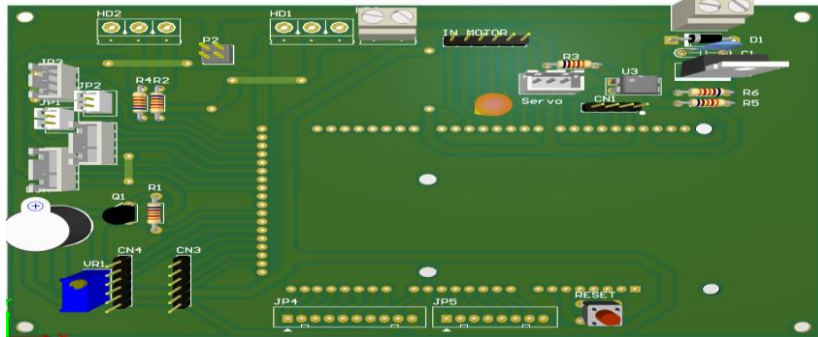 HD2
HD1
P2
IN MOTOR
D1
C1
R3
U3
JP3
R4 R2
JP2
JP1
Servo
CN1
R6
R5
Q1
R1
CN4
CN3
VR1
JP4
JP5
RESET